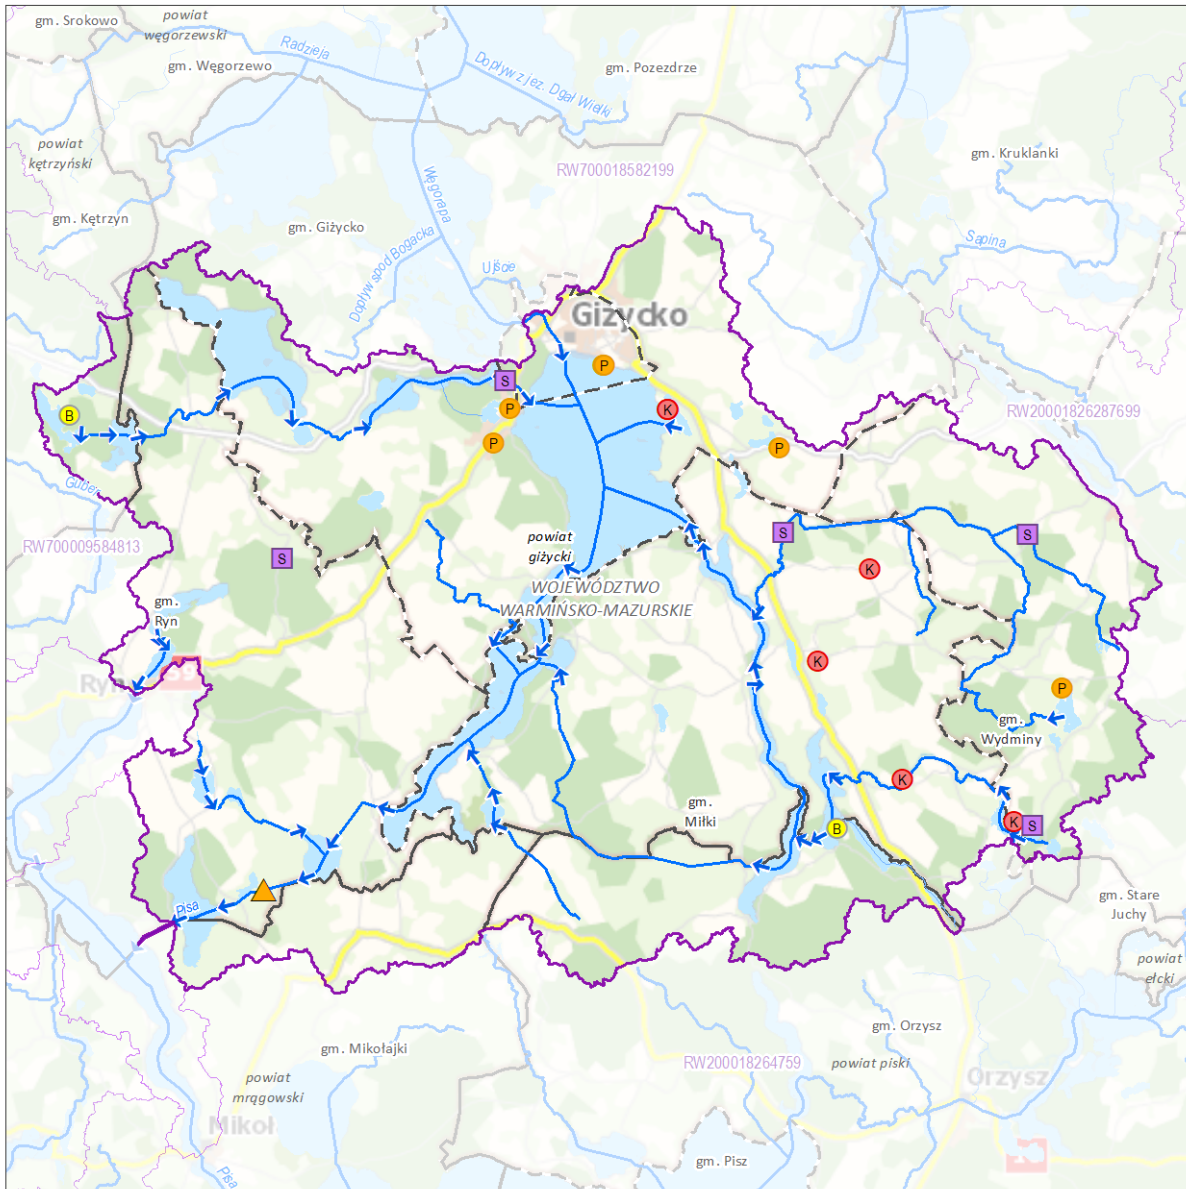 gm. Srokowo
powiat
węgorzewski
gm. Węgorzewo
Radzieja
Dopływ z jez. Dgał Wielki
gm. Pozezdrze
powiat
kętrzyński
gm. Kruklanki
RW700018582199
Węgorapa
gm. Kętrzyn
gm. Giżycko
Dopływ spod Bogacka
Sapina
Ujście
Giżycko
P
S
B
P
K
RW20001826287699
P
P
Guber
RW700009584813
powiat
giżycki
S
S
S
K
WOJEWÓDZTWO
WARMIŃSKO-MAZURSKIE
gm.
Ryn
K
59
Ryn
P
gm.
Wydminy
K
gm.
Miłki
B
K
S
Pisa
gm. Stare
Juchy
powiat
ełcki
gm. Orzysz
gm. Mikołajki
RW200018264759
powiat piski
powiat
mrągowski
Orzysz
Mikoł
gm. Pisz
Pisa